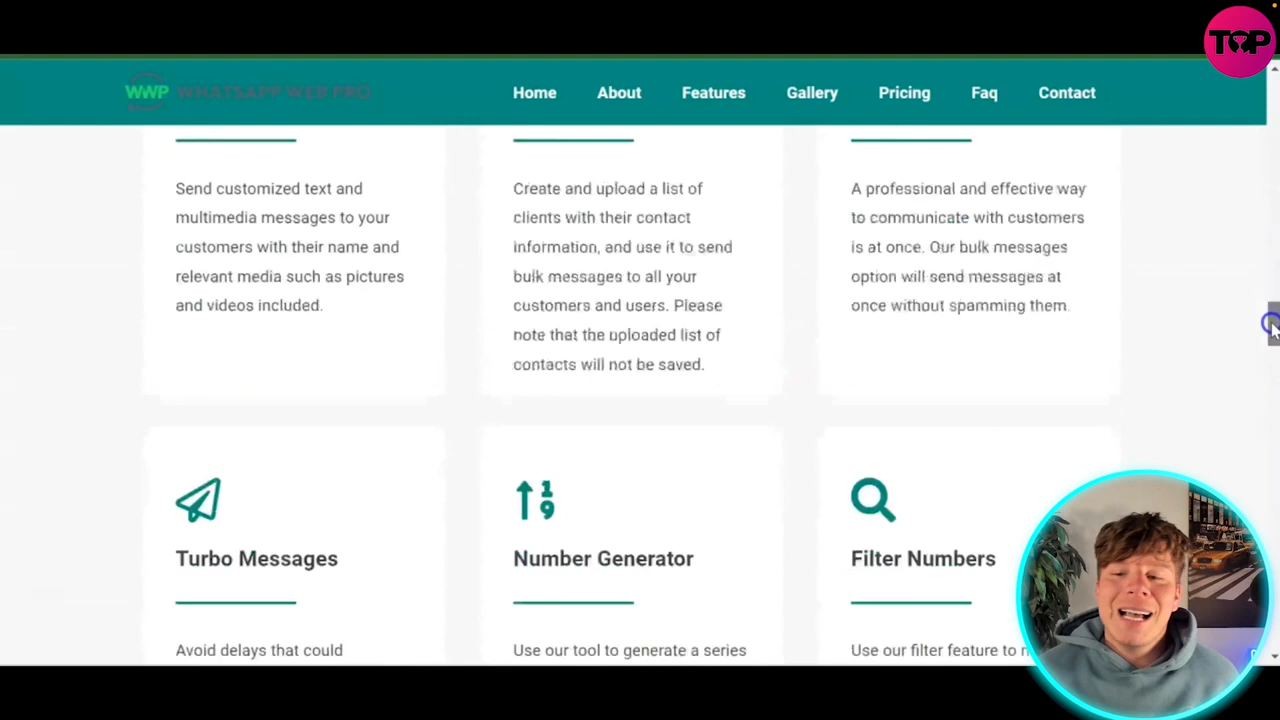 TOP
WWP WHATSAPP WEB PRO
Home About Features Gallery Pricing Faq Contact
Send customized text and
multimedia messages to your
customers with their name and
relevant media such as pictures
and videos included.
Create and upload a list of
clients with their contact
information, and use it to send
bulk messages to all your
customers and users. Please
note that the uploaded list of
contacts will not be saved.
A professional and effective way
to communicate with customers
is at once. Our bulk messages
option will send messages at
once without spamming them.
Turbo Messages
Avoid delays that could
Number Generator
Use our tool to generate a series
Filter Numbers
Use our filter feature to